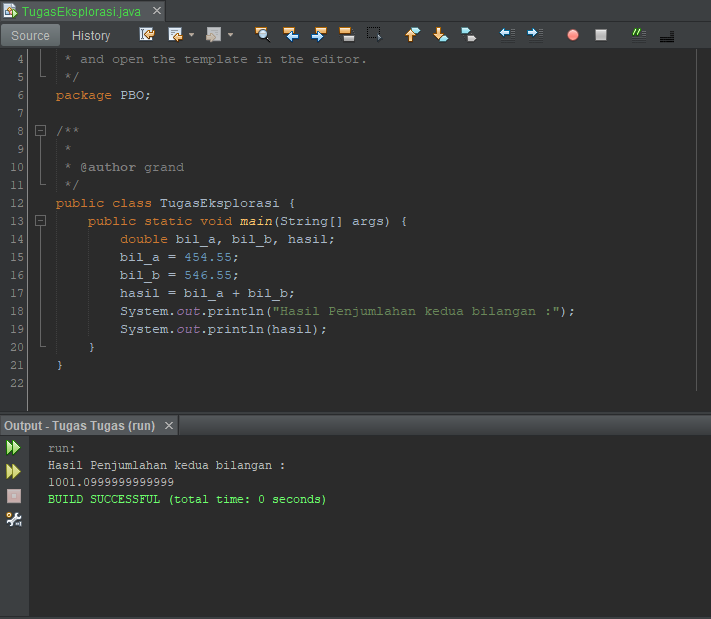 TugasEksplorasi.java
Source History
4 * and open the template in the editor.
5 */
6 package PBO;
7
8 /**
9 *
10 * @author grand
11 */
12 public class TugasEksplorasi {
13 public static void main(String[] args) {
14 double bil_a, bil_b, hasil;
15 bil_a = 454.55;
16 bil_b = 546.55;
17 hasil = bil_a + bil_b;
18 System.out.println("Hasil Penjumlahan kedua bilangan :");
19 System.out.println(hasil);
20 }
21 }
22
Output - Tugas Tugas (run)
run:
Hasil Penjumlahan kedua bilangan :
1001.0999999999999
BUILD SUCCESSFUL (total time: 0 seconds)